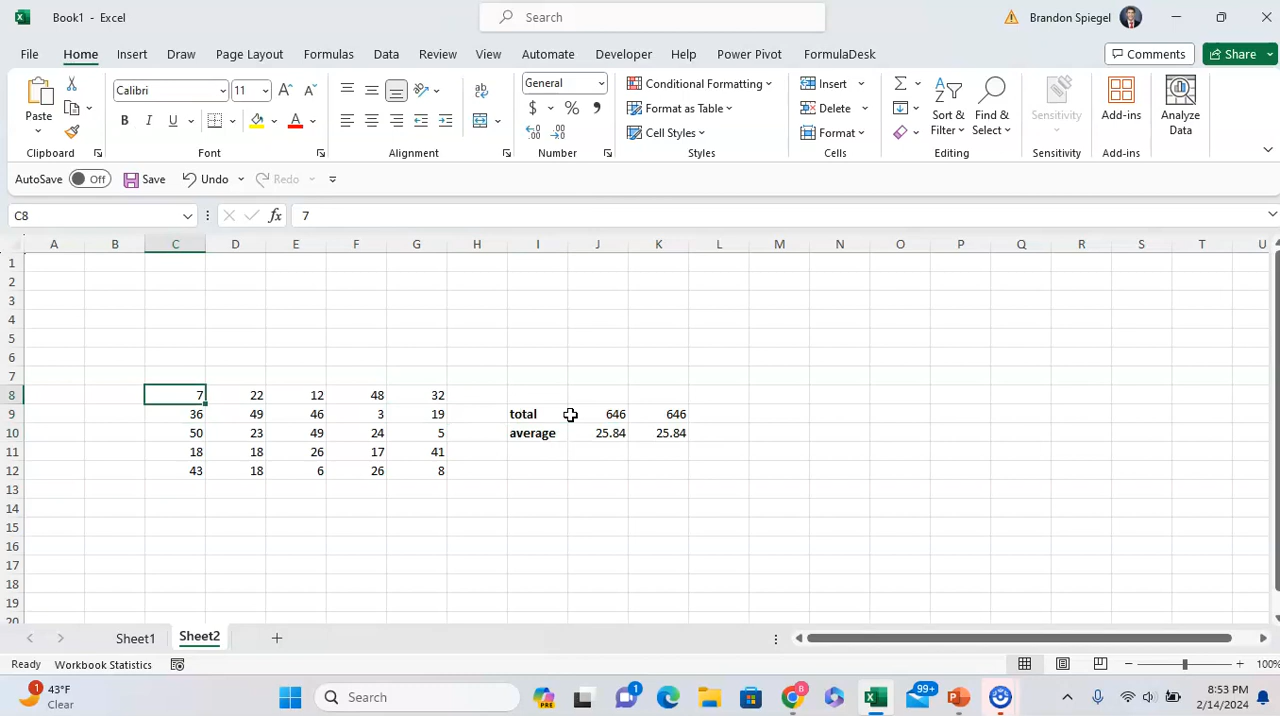 Book1 - Excel
Search
Brandon Spiegel
File Home Insert Draw Page Layout Formulas Data Review View Automate Developer Help Power Pivot FormulaDesk
Comments Share
Paste
Calibri 11
B I U
General
$ %
Conditional Formatting
Format as Table
Cell Styles
Insert
Delete
Format
Sort & Filter
Find & Select
Sensitivity
Add-ins
Analyze Data
Clipboard Font Alignment Number Styles Cells Editing Sensitivity Add-ins
AutoSave Off Save Undo Redo
C8 fx 7
A B C D E F G H I J K L M N O P Q R S T U
1
2
3
4
5
6
7
8 7 22 12 48 32
9 36 49 46 3 19 total 646 646
10 50 23 49 24 5 average 25.84 25.84
11 18 18 26 17 41
12 43 18 6 26 8
13
14
15
16
17
18
19
20
Sheet1 Sheet2
Ready Workbook Statistics 100%
1 43°F
Clear
Search
PRE
1
99+
8:53 PM
2/14/2024